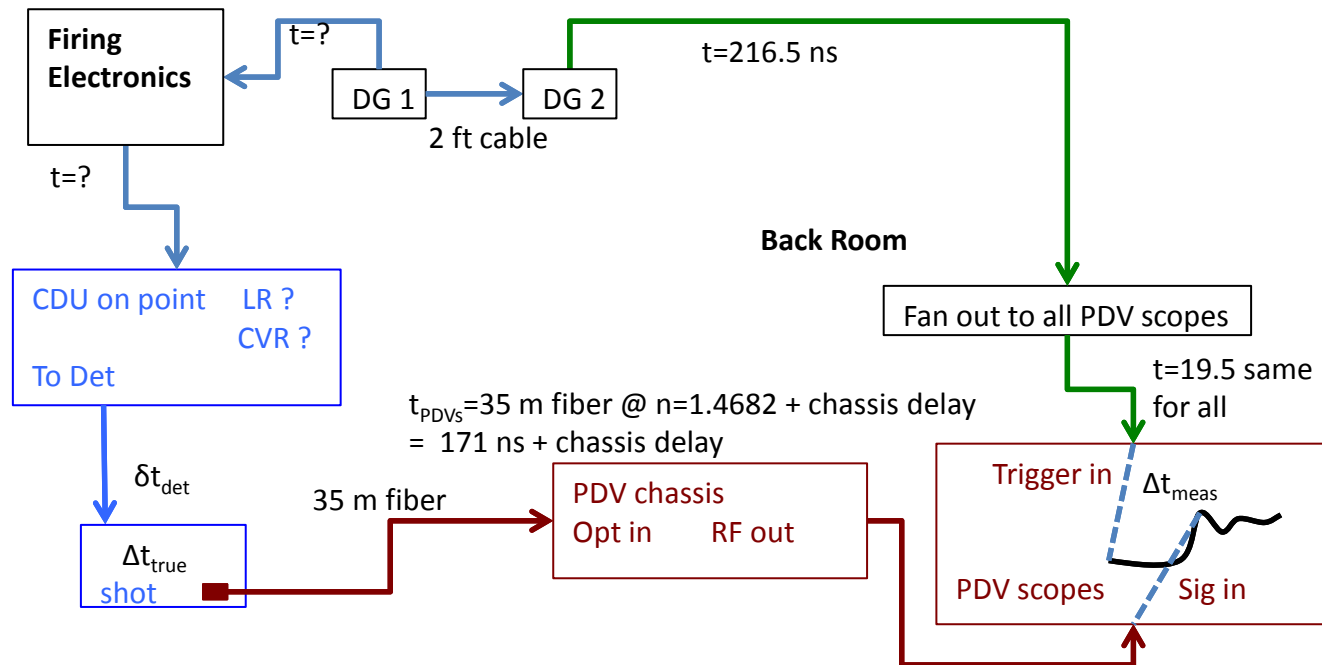 Firing
Electronics
t=?
DG 1
DG 2
2 ft cable
t=216.5 ns
t=?
Back Room
CDU on point LR ?
CVR ?
To Det
Fan out to all PDV scopes
t=19.5 same
for all
t_PDVs=35 m fiber @ n=1.4682 + chassis delay
= 171 ns + chassis delay
δt_det
35 m fiber
PDV chassis
Opt in RF out
Trigger in
Δt_meas
PDV scopes Sig in
Δt_true
shot